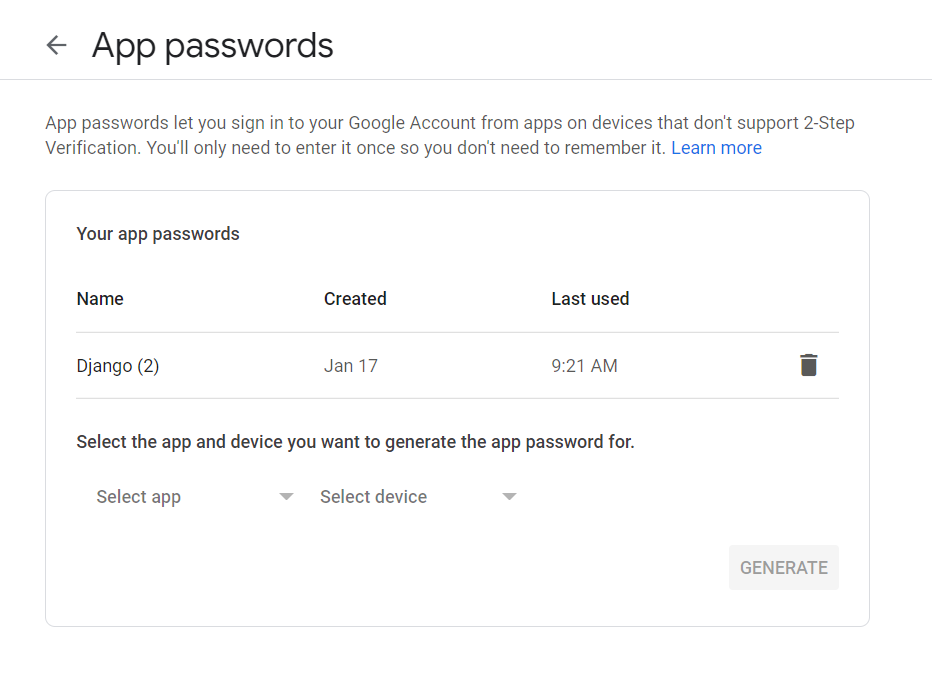 App passwords
App passwords let you sign in to your Google Account from apps on devices that don't support 2-Step
Verification. You'll only need to enter it once so you don't need to remember it. Learn more
Your app passwords
Name Created Last used
Django (2) Jan 17 9:21 AM
Select the app and device you want to generate the app password for.
Select app Select device
GENERATE